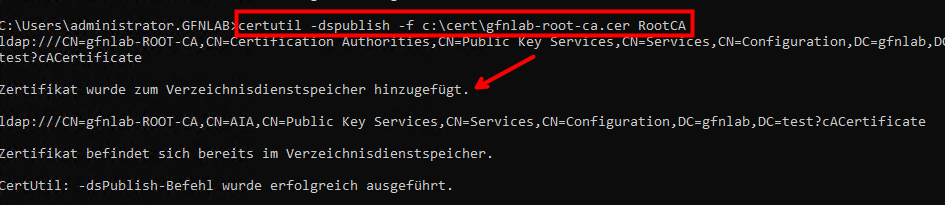 C:\Users\administrator.GFNLAB>certutil -dspublish -f c:\cert\gfnlab-root-ca.cer RootCA
ldap:///CN=gfnlab-ROOT-CA,CN=Certification Authorities,CN=Public Key Services,CN=Services,CN=Configuration,DC=gfnlab,DC
test?cACertificate
Zertifikat wurde zum Verzeichnisdienstspeicher hinzugefügt.
ldap:///CN=gfnlab-ROOT-CA,CN=AIA,CN=Public Key Services,CN=Services,CN=Configuration,DC=gfnlab,DC=test?cACertificate
Zertifikat befindet sich bereits im Verzeichnisdienstspeicher.
CertUtil: -dsPublish-Befehl wurde erfolgreich ausgeführt.